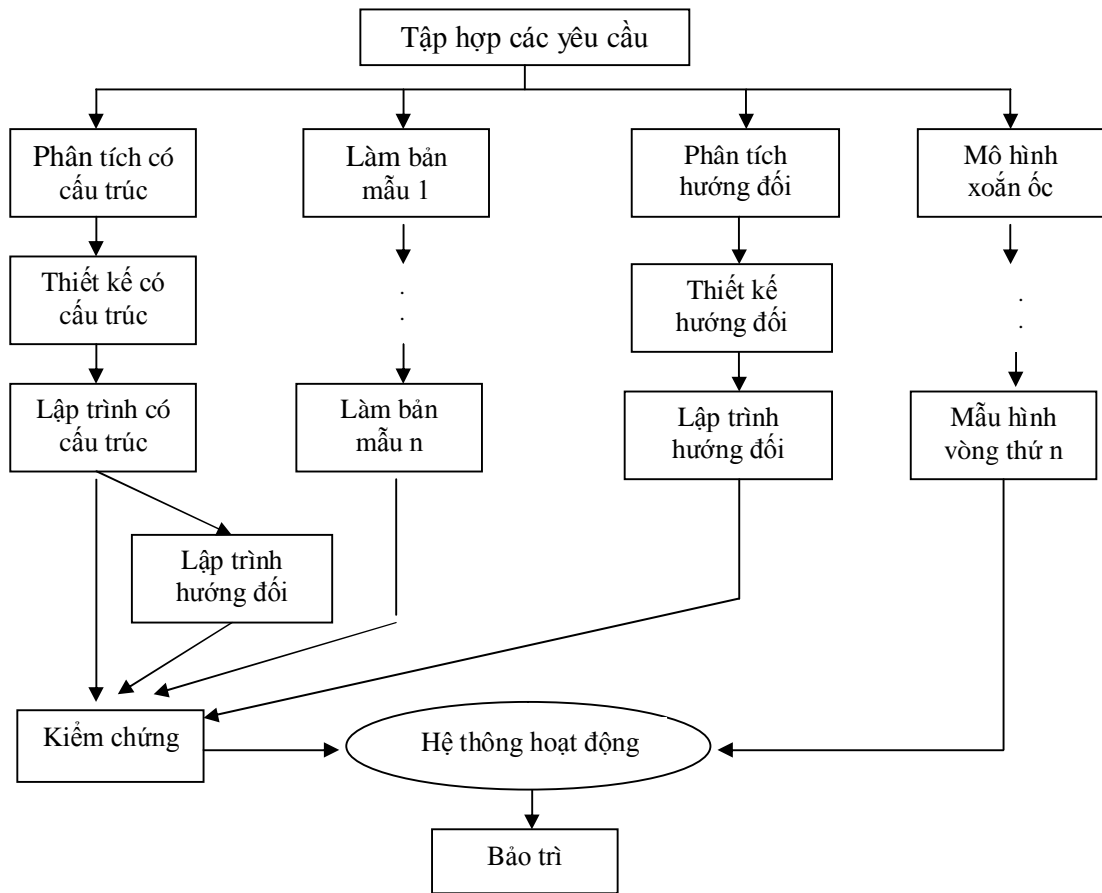 Tập hợp các yêu cầu
Phân tích có
cấu trúc
Làm bản
mẫu 1
Phân tích
hướng đối
Mô hình
xoắn ốc
Thiết kế có
cấu trúc
.
.
Thiết kế
hướng đối
.
.
Lập trình có
cấu trúc
Làm bản
mẫu n
Lập trình
hướng đối
Mẫu hình
vòng thứ n
Lập trình
hướng đối
Kiểm chứng
Hệ thông hoạt động
Bảo trì